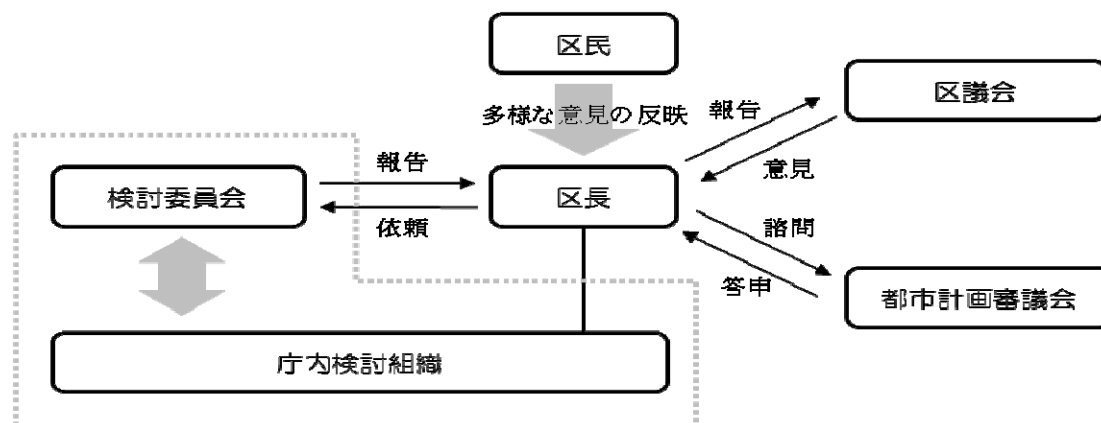 区民
多様な意見の反映
報告
区議会
意見
検討委員会
報告
依頼
区長
諮問
答申
都市計画審議会
庁内検討組織